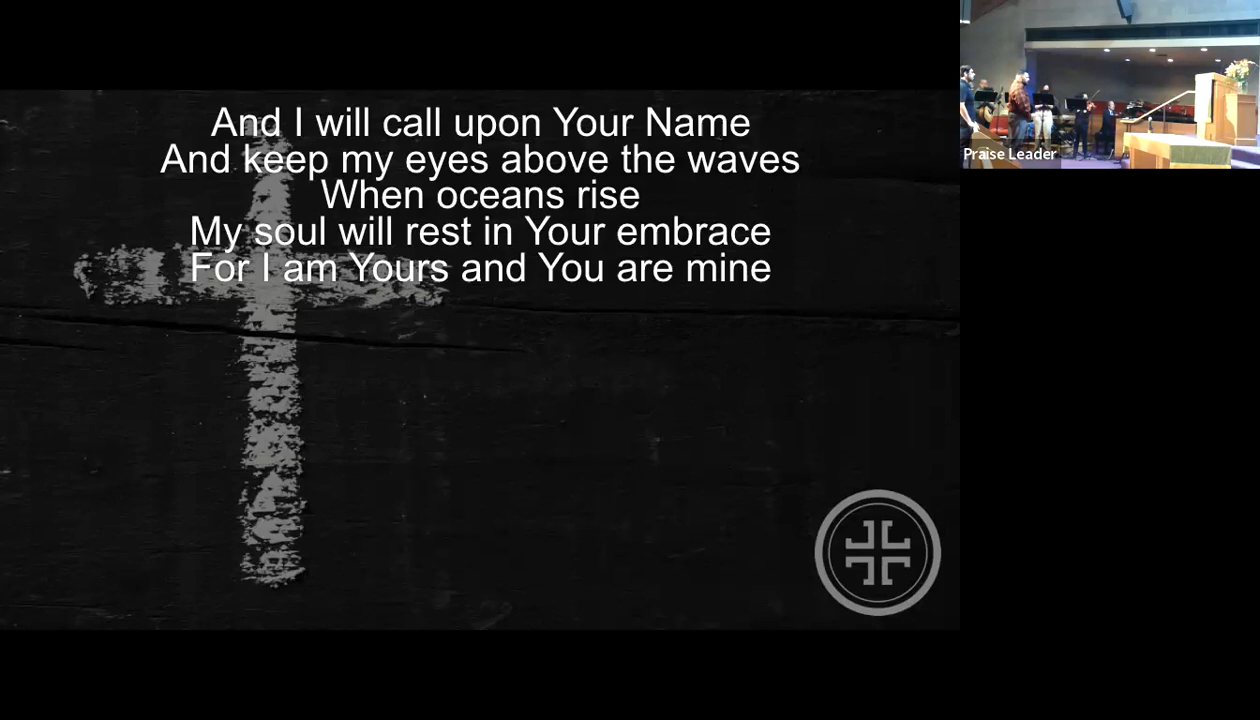 And I will call upon Your Name
And keep my eyes above the waves
When oceans rise
My soul will rest in Your embrace
For I am Yours and You are mine
Praise Leader